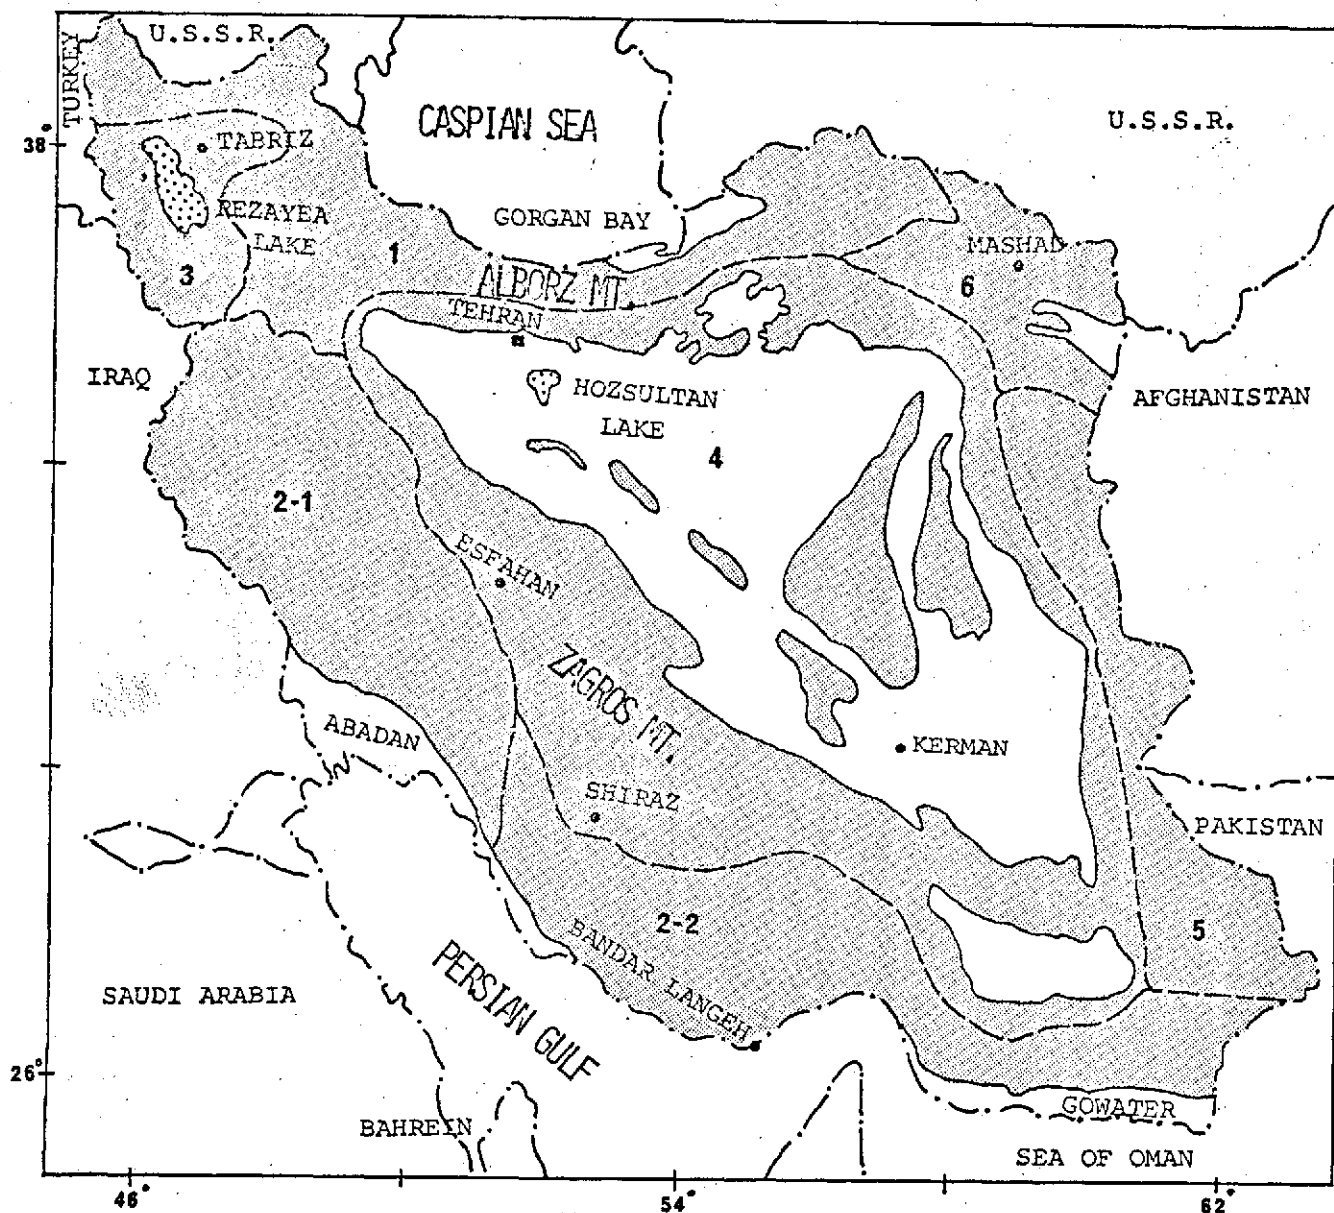 U.S.S.R.
TURKEY
CASPIAN SEA
U.S.S.R.
38°
TABRIZ
REZAYEA
LAKE
GORGAN BAY
MASHAD
1
3
ALBORZ MT.
6
TEHRAN
IRAQ
HOZSULTAN
LAKE
AFGHANISTAN
4
2-1
ESFAHAN
ZAGROS MT.
ABADAN
KERMAN
SHIRAZ
PAKISTAN
2-2
5
BANDAR LANGEH
PERSIAN GULF
SAUDI ARABIA
26°
GOWATER
BAHREIN
SEA OF OMAN
46°
54°
62°